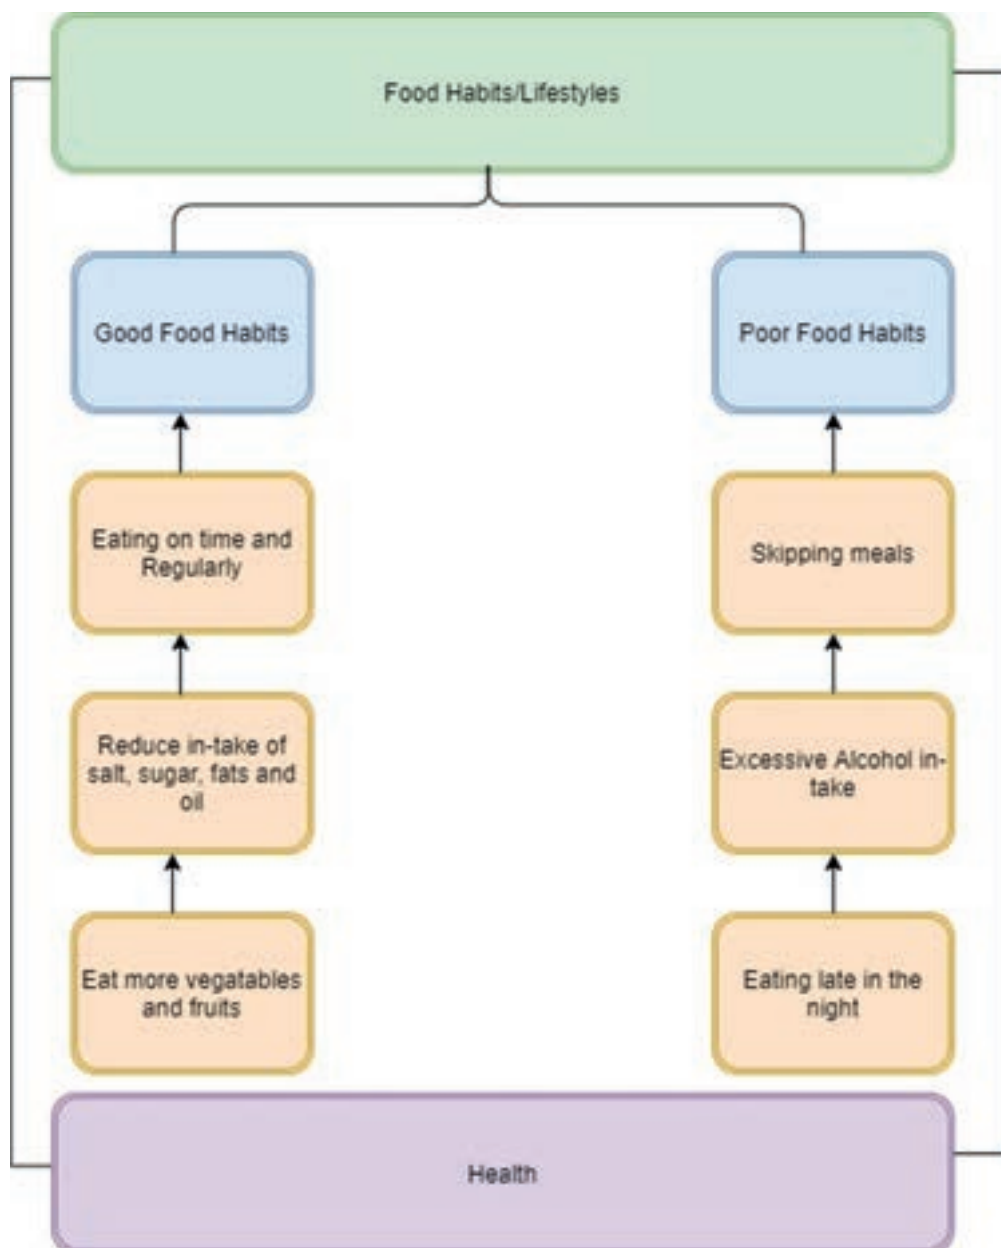 Food Habits/Lifestyles
Good Food Habits
Poor Food Habits
Eating on time and
Regularly
Skipping meals
Reduce in-take of
salt, sugar, fats and
oil
Excessive Alcohol in-
take
Eat more vegatables
and fruits
Eating late in the
night
Health